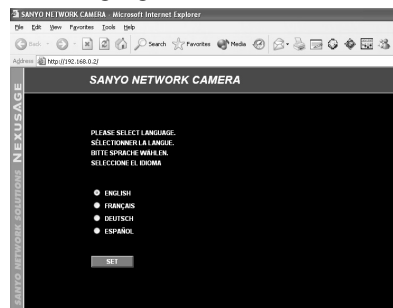 SANYO NETWORK CAMERA - Microsoft Internet Explorer
File Edit View Favorites Tools Help
Back Search Favorites Media
Address http://192.168.0.2/
SANYO NETWORK CAMERA
PLEASE SELECT LANGUAGE.
SÉLECTIONNER LA LANGUE.
BITTE SPRACHE WÄHLEN.
SELECCIONE EL IDIOMA
ENGLISH
FRANÇAIS
DEUTSCH
ESPAÑOL
SET
NEXUSAGE
SANYO NETWORK SOLUTIONS